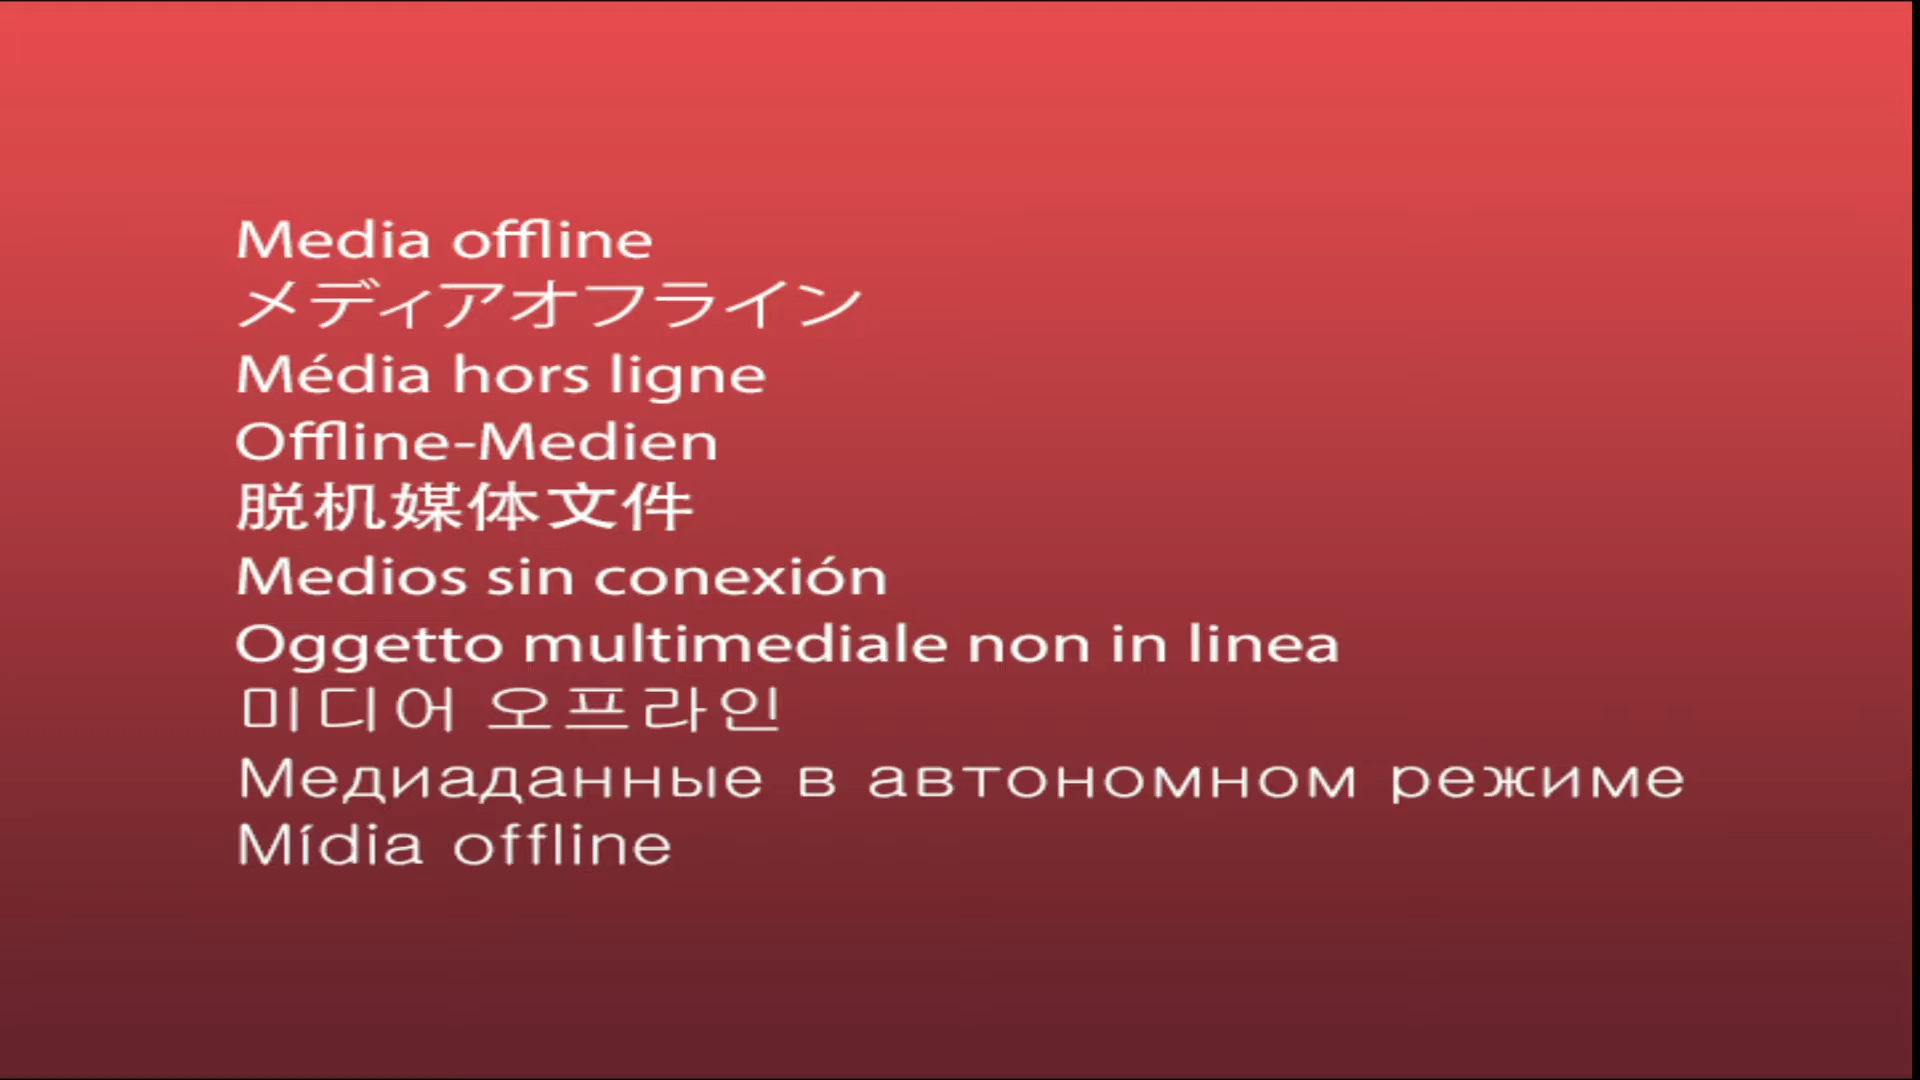 Media offline
メディアオフライン
Média hors ligne
Offline-Medien
脱机媒体文件
Medios sin conexión
Oggetto multimediale non in linea
미디어 오프라인
Медиаданные в автономном режиме
Mídia offline